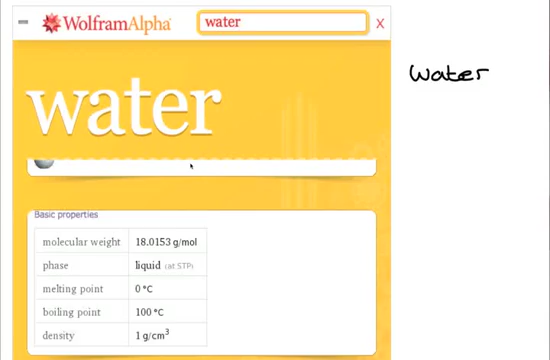 WolframAlpha
water
X
water
water
Basic properties
molecular weight 18.0153 g/mol
phase liquid (at STP)
melting point 0 °C
boiling point 100 °C
density 1 g/cm³